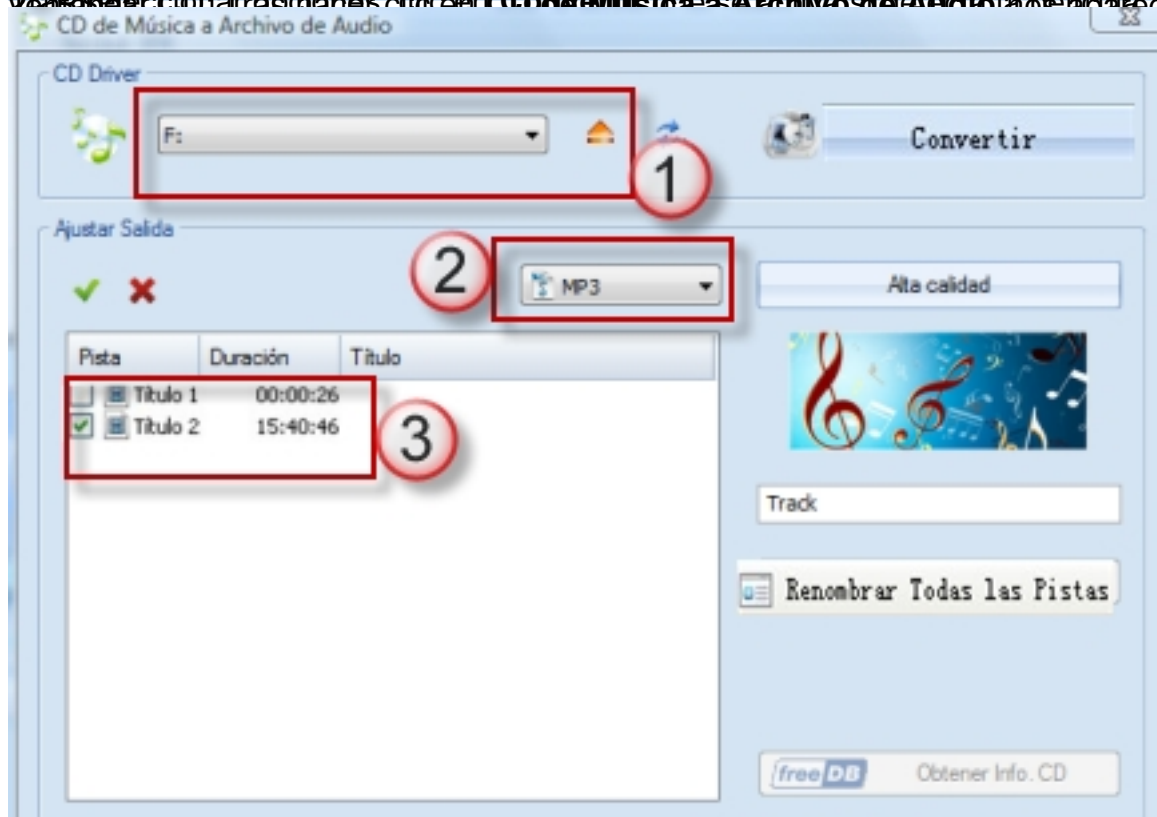 CD de Música a Archivo de Audio
CD Driver
F:
1
Convertir
Ajustar Salida
2
MP3
Alta calidad
Pista Duración Título
Título 1 00:00:26
Título 2 15:40:46
3
Track
Renombrar Todas las Pistas
freeDB Obtener Info. CD